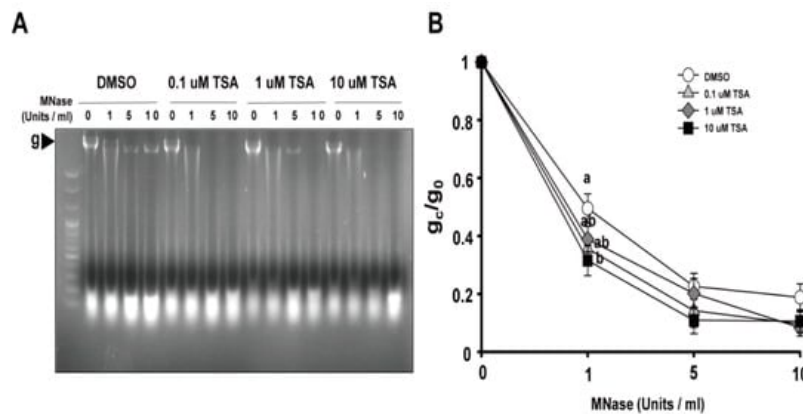 A
DMSO 0.1 uM TSA 1 uM TSA 10 uM TSA
MNase
(Units / ml) 0 1 5 10 0 1 5 10 0 1 5 10 0 1 5 10
g
B
DMSO
0.1 uM TSA
1 uM TSA
10 uM TSA
1
0.8
0.6
0.4
0.2
0
gc/g0
a
ab
ab
b
0 1 5 10
MNase (Units / ml)